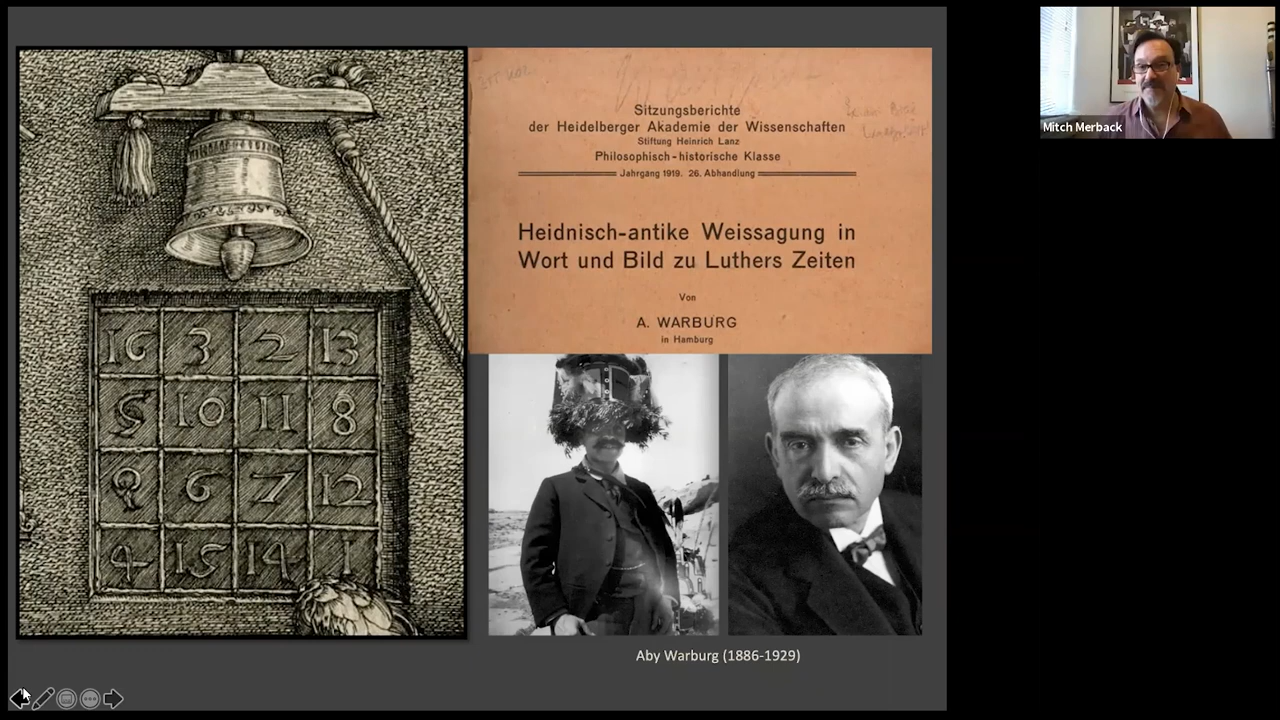 16 3 2 13
5 10 11 8
9 6 7 12
4 15 14 1
Sitzungsberichte
der Heidelberger Akademie der Wissenschaften
Stiftung Heinrich Lanz
Philosophisch-historische Klasse
Jahrgang 1919. 26. Abhandlung
Heidnisch-antike Weissagung in
Wort und Bild zu Luthers Zeiten
Von
A. WARBURG
in Hamburg
Aby Warburg (1886-1929)
Mitch Merback